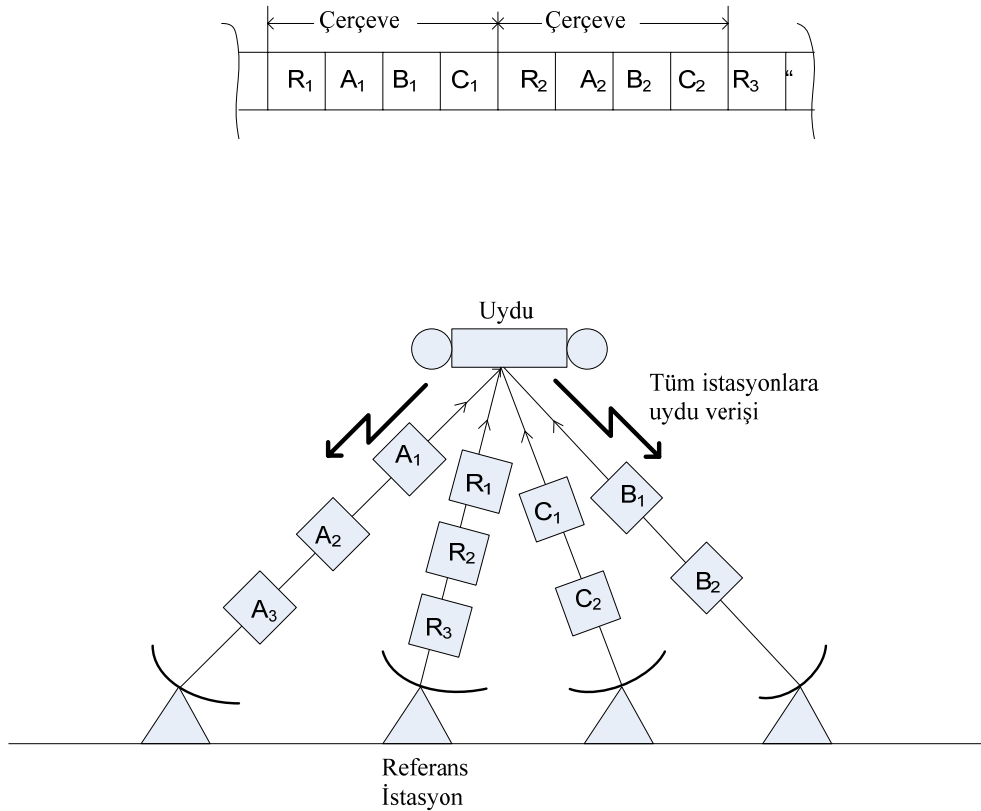 Çerçeve Çerçeve
R1 A1 B1 C1 R2 A2 B2 C2 R3 “
Uydu
Tüm istasyonlara
uydu verişi
A1
R1
B1
C1
A2
R2
B2
C2
A3
R3
Referans
İstasyon